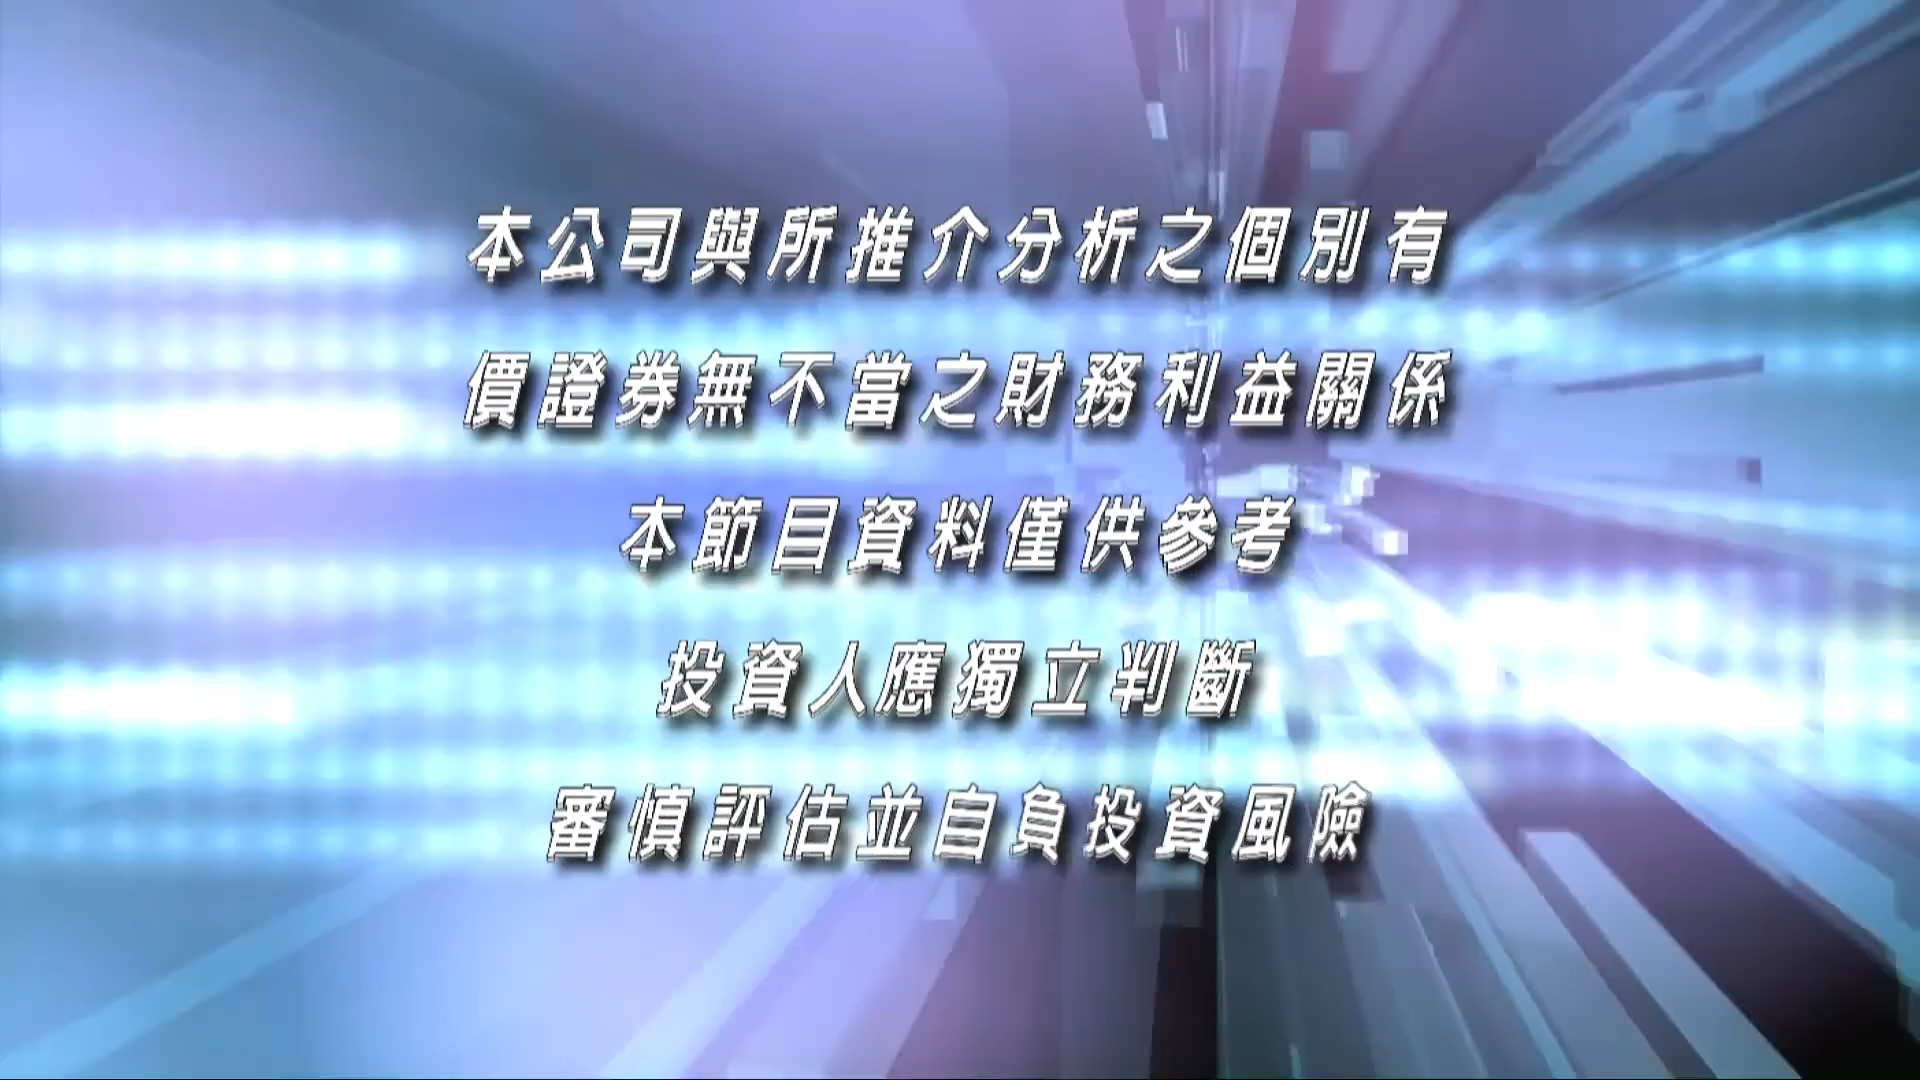 本公司與所推介分析之個別有
價證券無不當之財務利益關係
本節目資料僅供參考
投資人應獨立判斷
審慎評估並自負投資風險